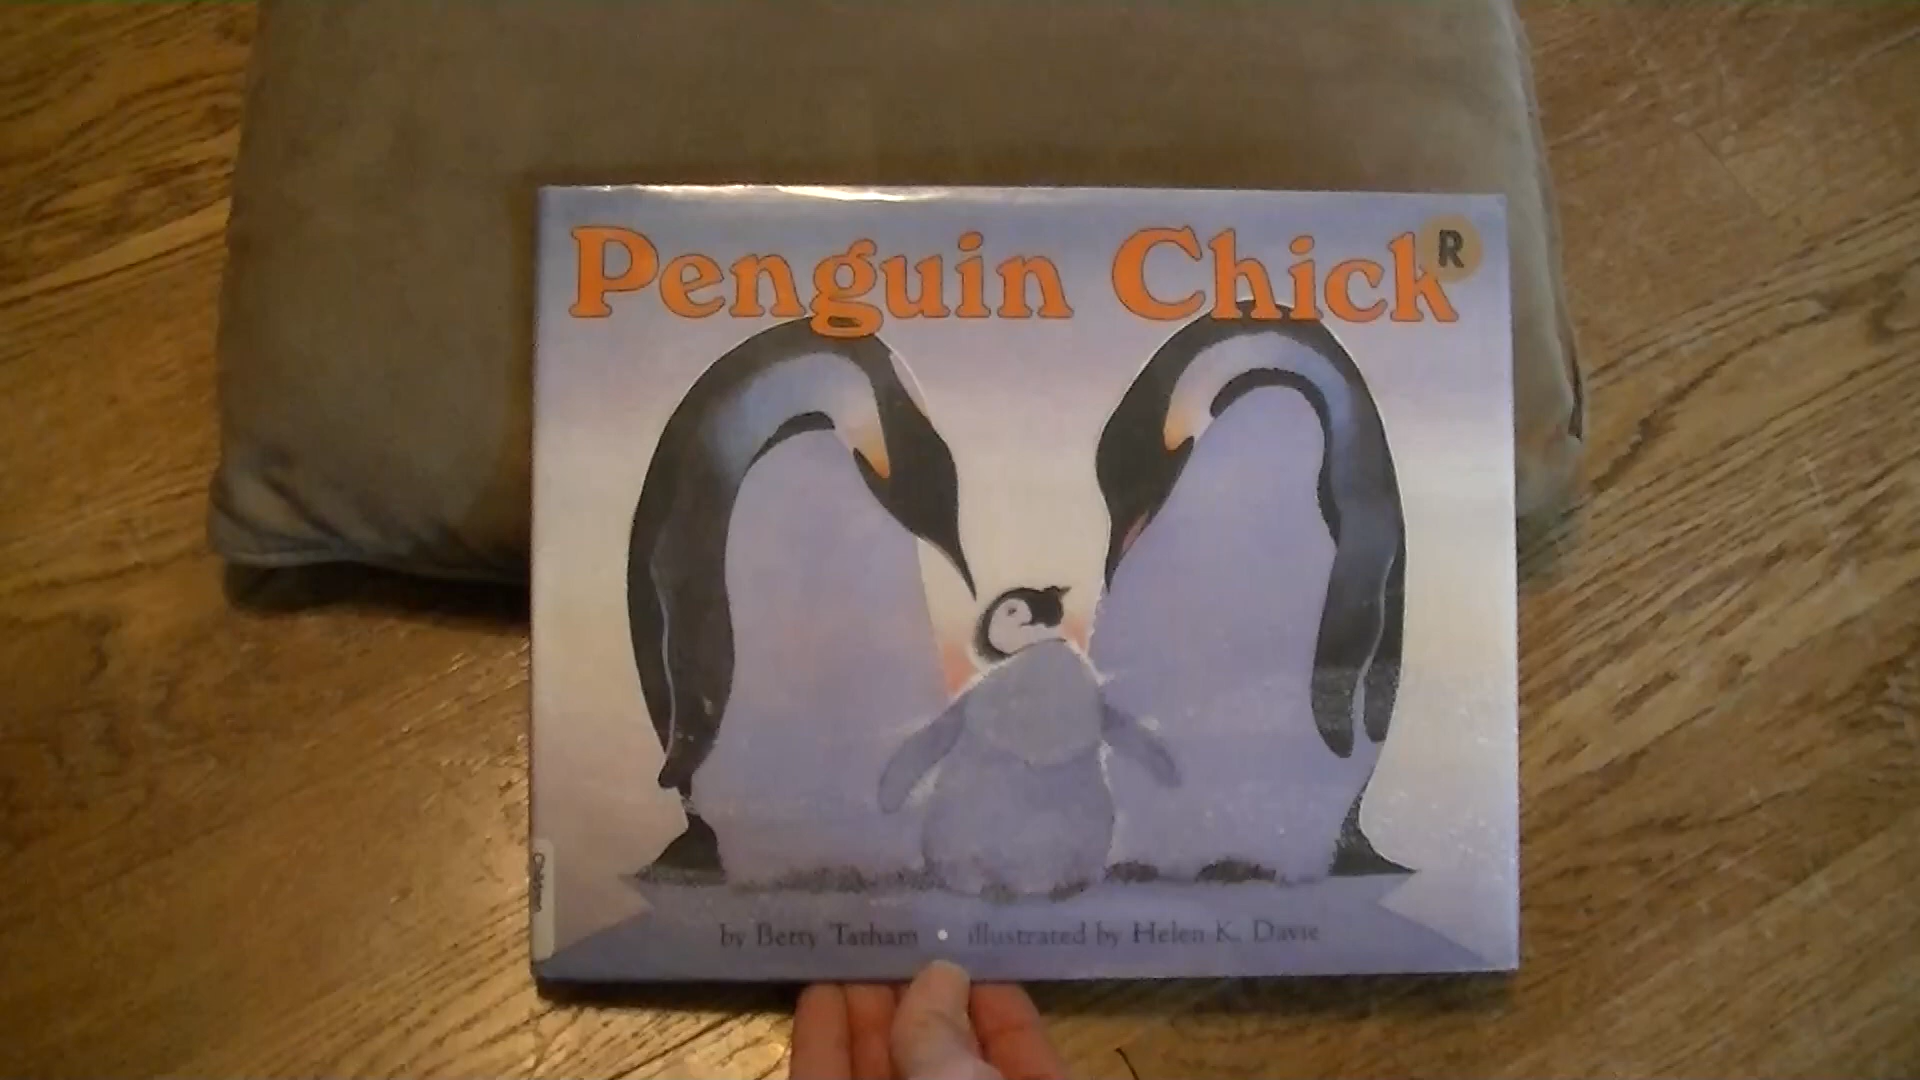 Penguin Chick
R
by Betty Tatham • illustrated by Helen K. Davie